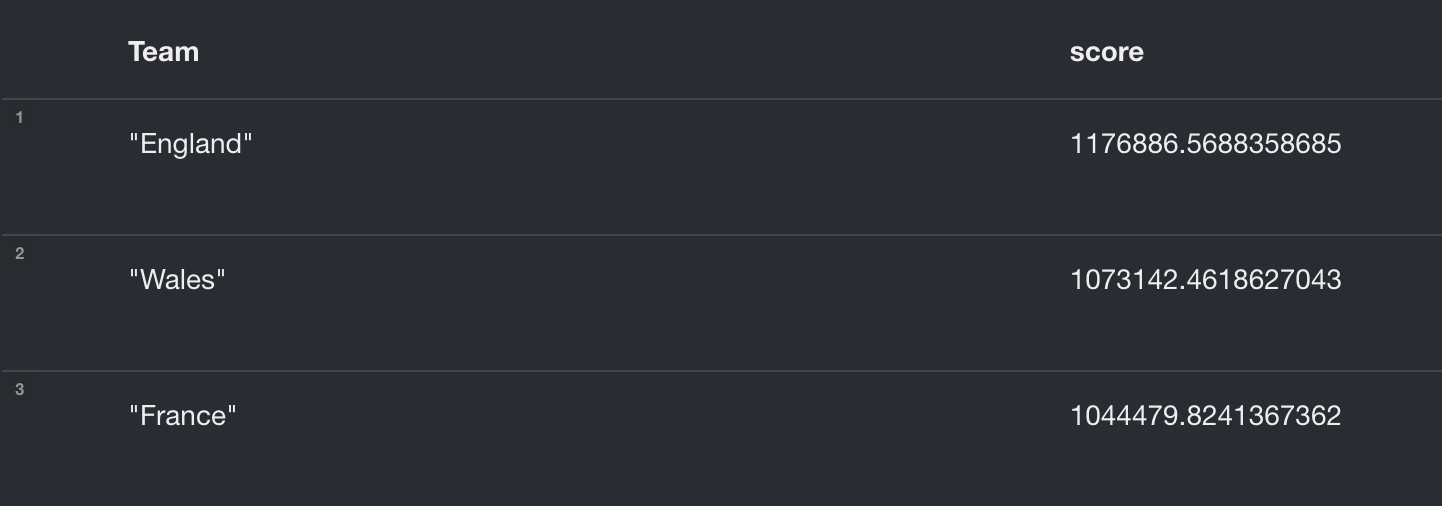 Team score
1
"England" 1176886.5688358685
2
"Wales" 1073142.4618627043
3
"France" 1044479.8241367362